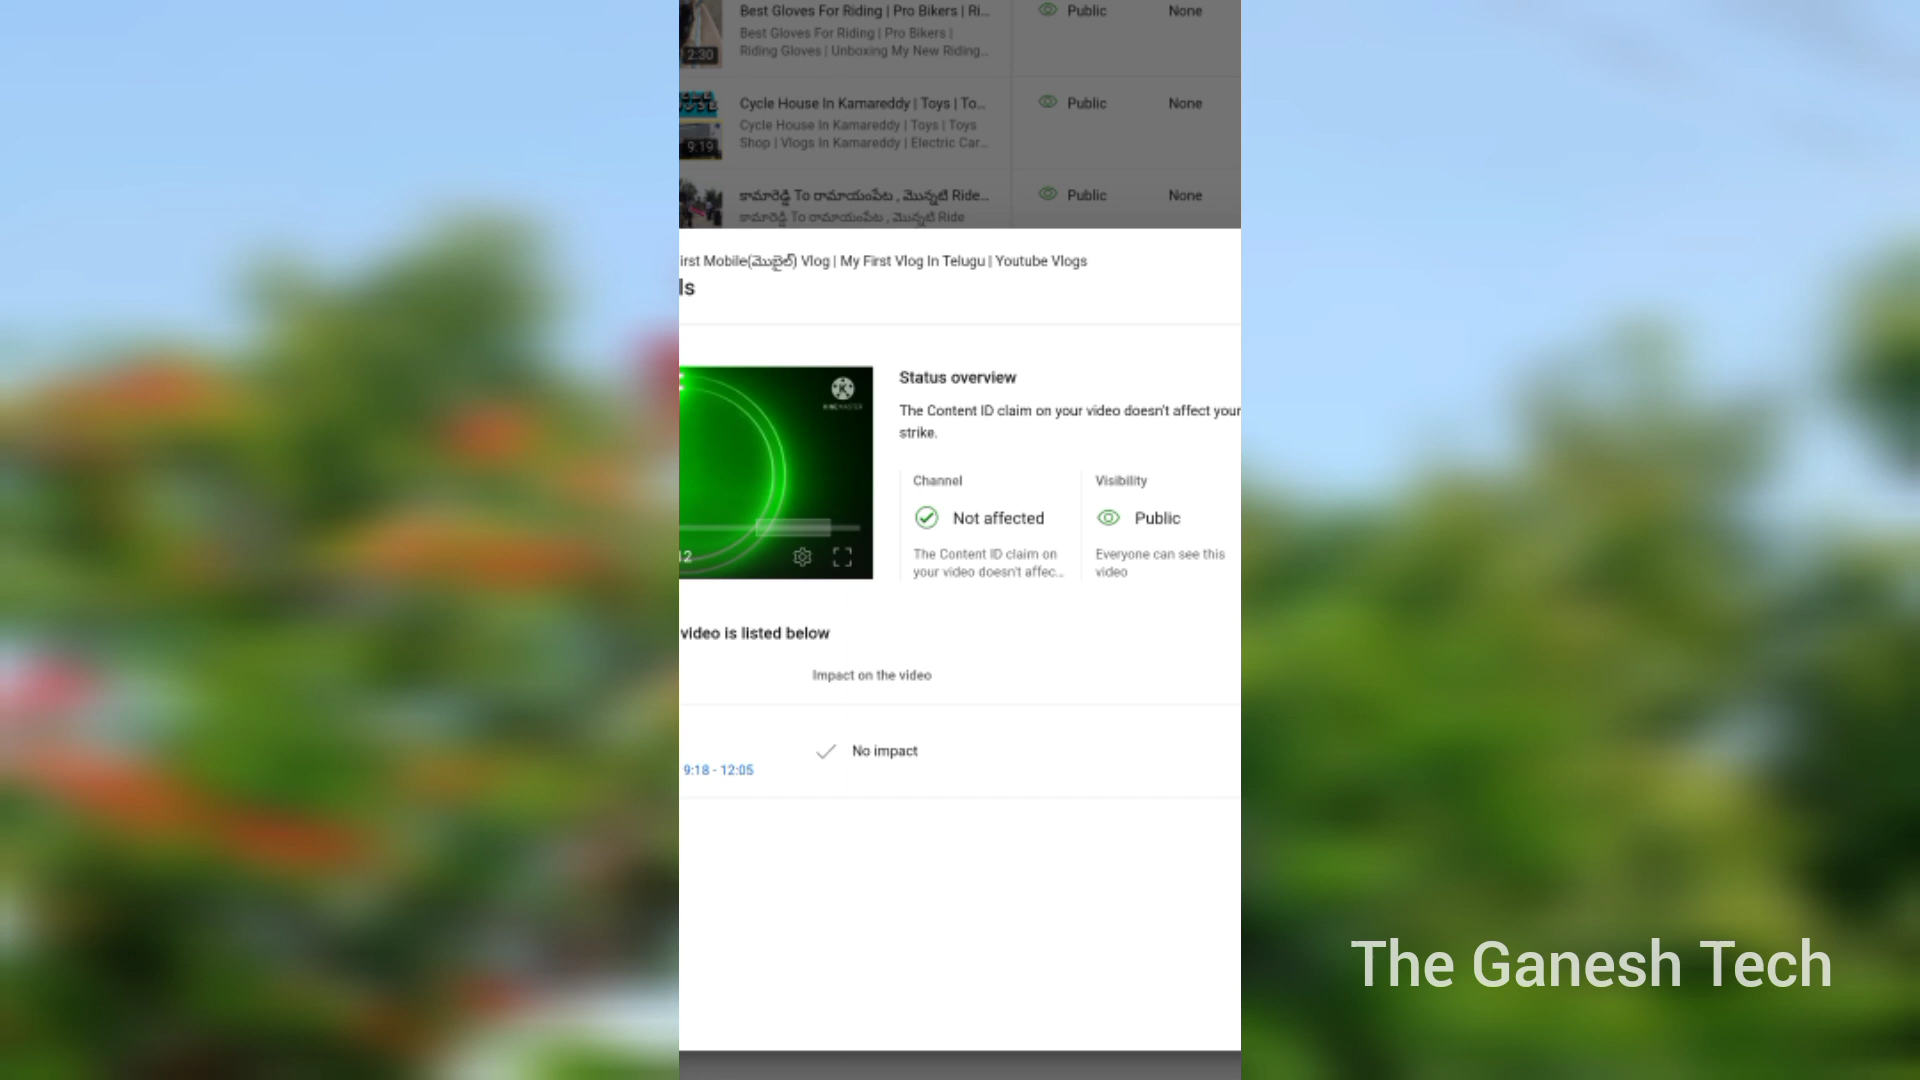 Best Gloves For Riding | Pro Bikers | Ri...
Public
None
Best Gloves For Riding | Pro Bikers |
Riding Gloves | Unboxing My New Riding...
2:30
Cycle House In Kamareddy | Toys | To...
Public
None
Cycle House In Kamareddy | Toys | Toys
Shop | Vlogs In Kamareddy | Electric Car...
9:19
కామారెడ్డి To రామాయంపేట , మొన్నటి Ride...
Public
None
కామారెడ్డి To రామాయంపేట , మొన్నటి Ride
irst Mobile(మొబైల్) Vlog | My First Vlog In Telugu | Youtube Vlogs
ls
KINEMASTER
12
Status overview
The Content ID claim on your video doesn't affect your
strike.
Channel
Not affected
The Content ID claim on
your video doesn't affec...
Visibility
Public
Everyone can see this
video
video is listed below
Impact on the video
No impact
9:18 - 12:05
The Ganesh Tech